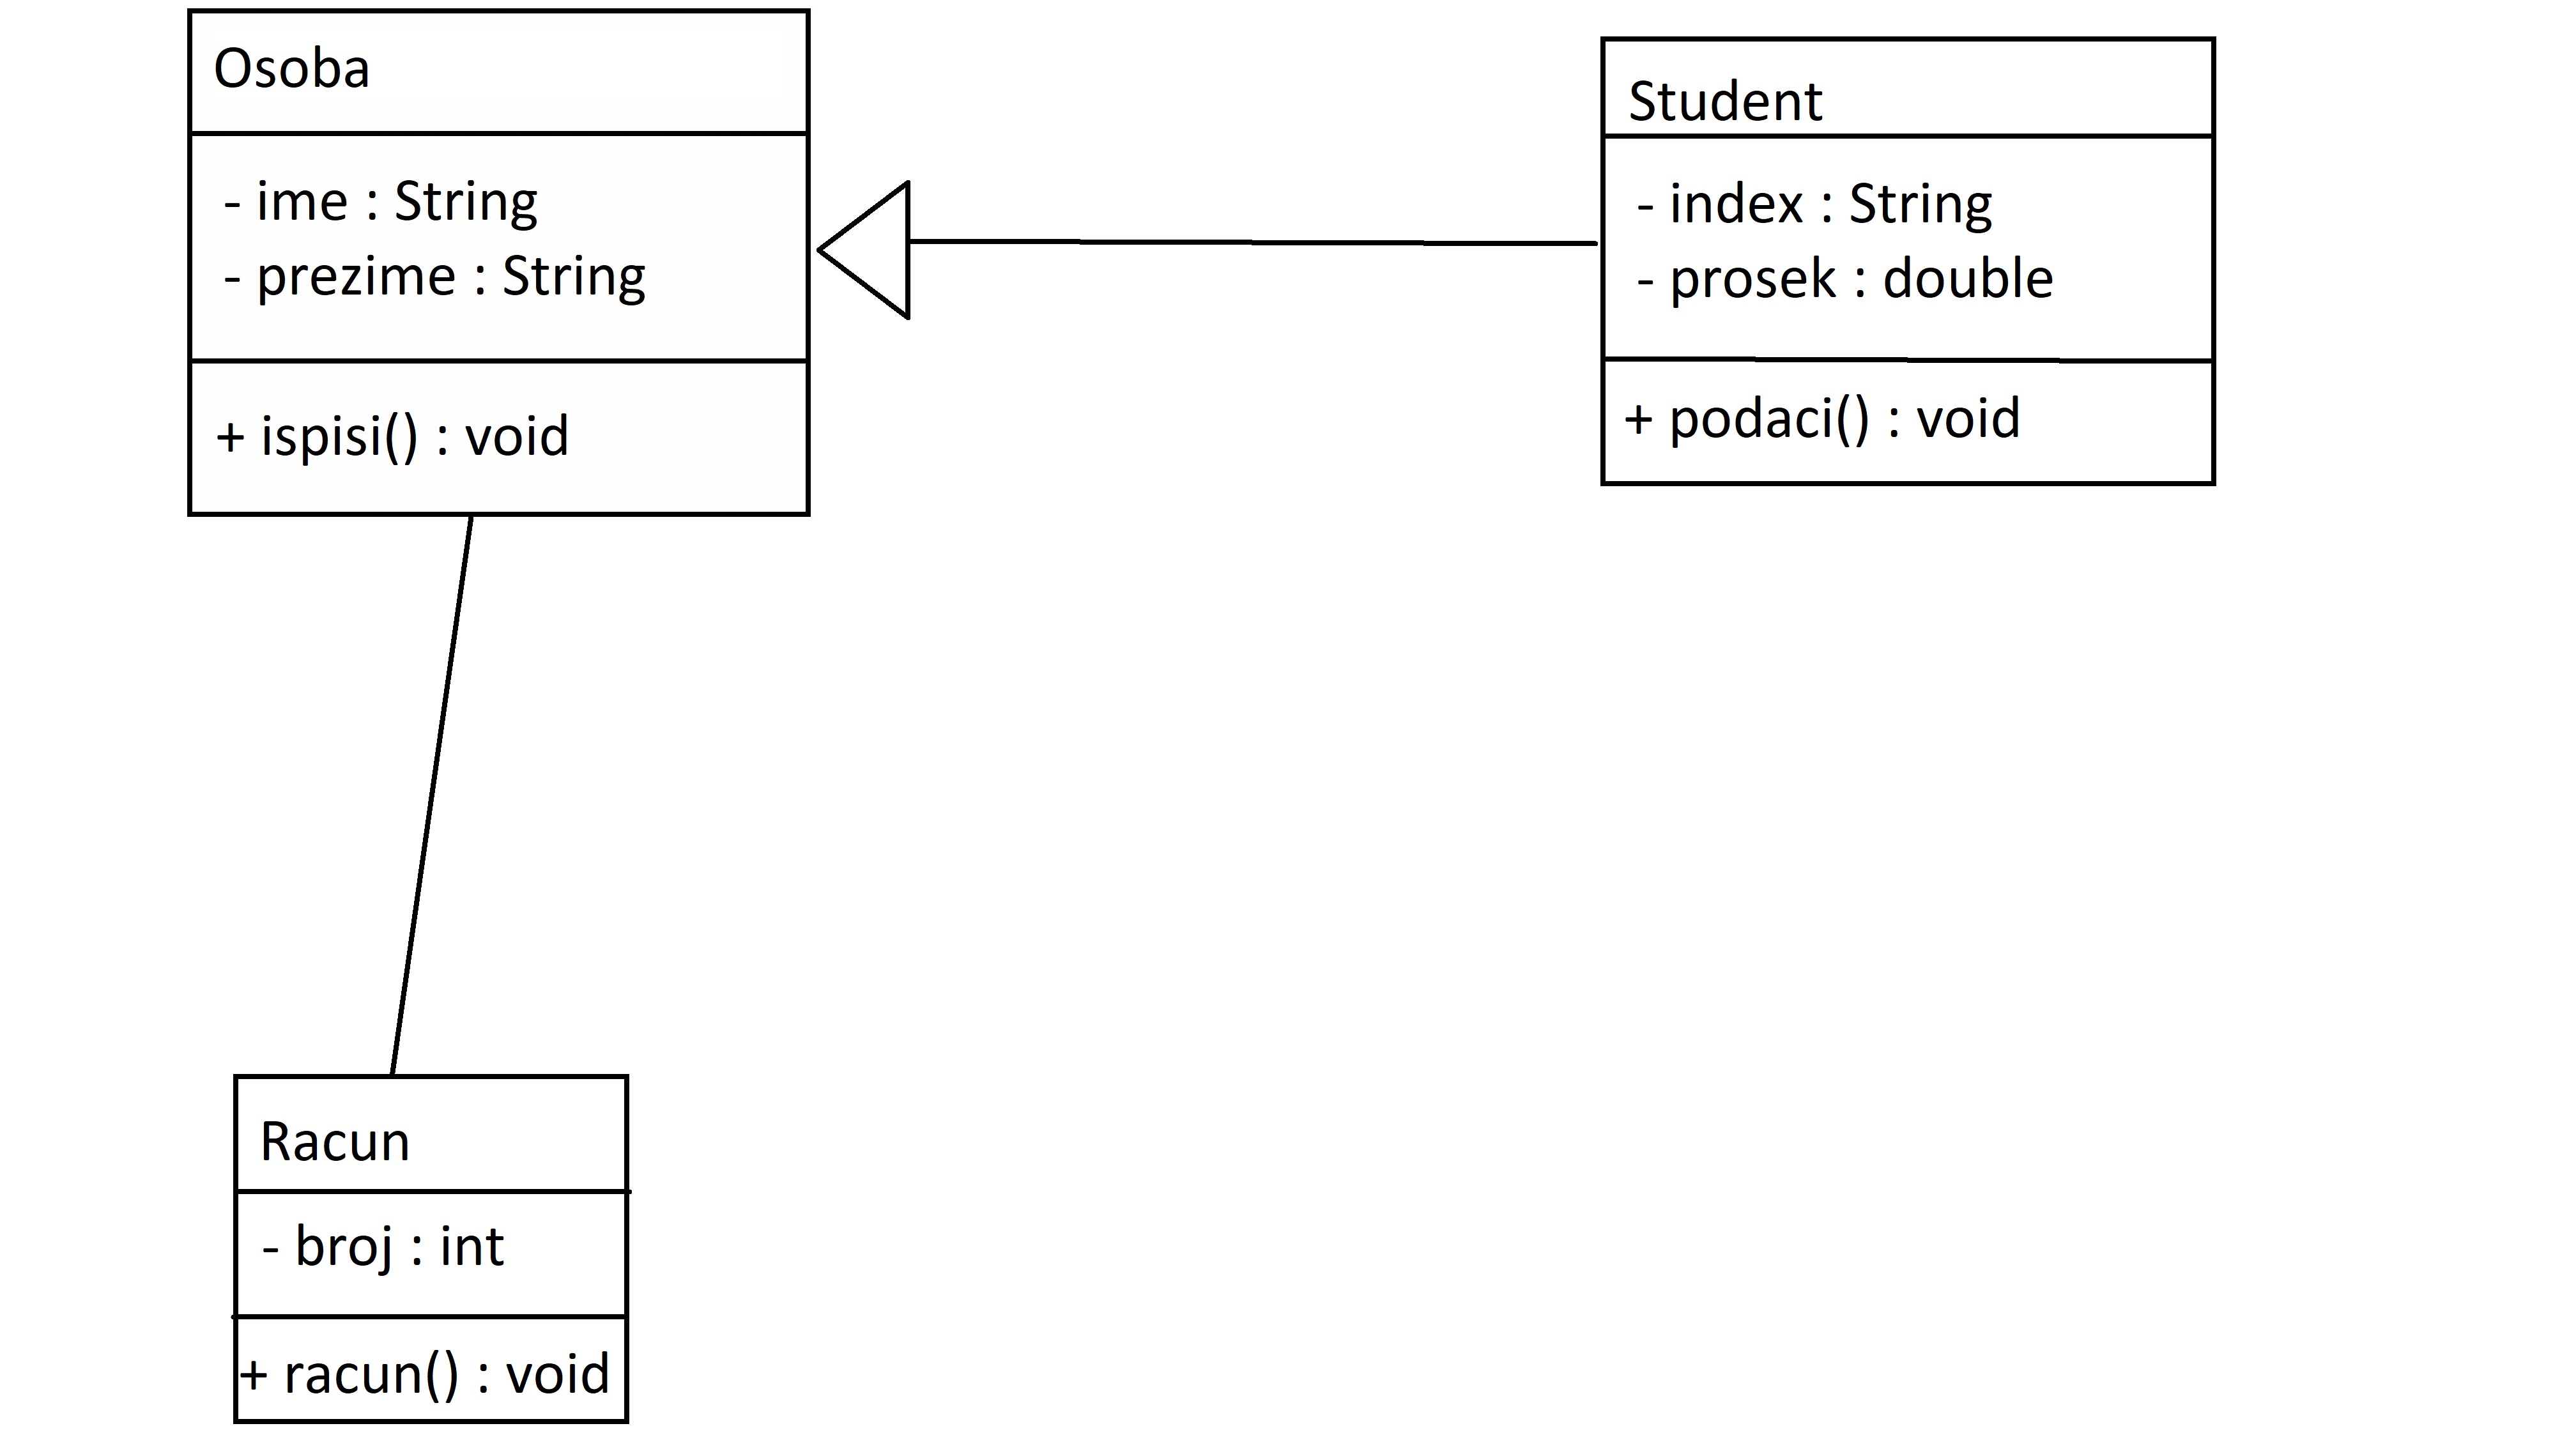 Osoba
- ime : String
- prezime : String
+ ispisi() : void
Student
- index : String
- prosek : double
+ podaci() : void
Racun
- broj : int
+ racun() : void